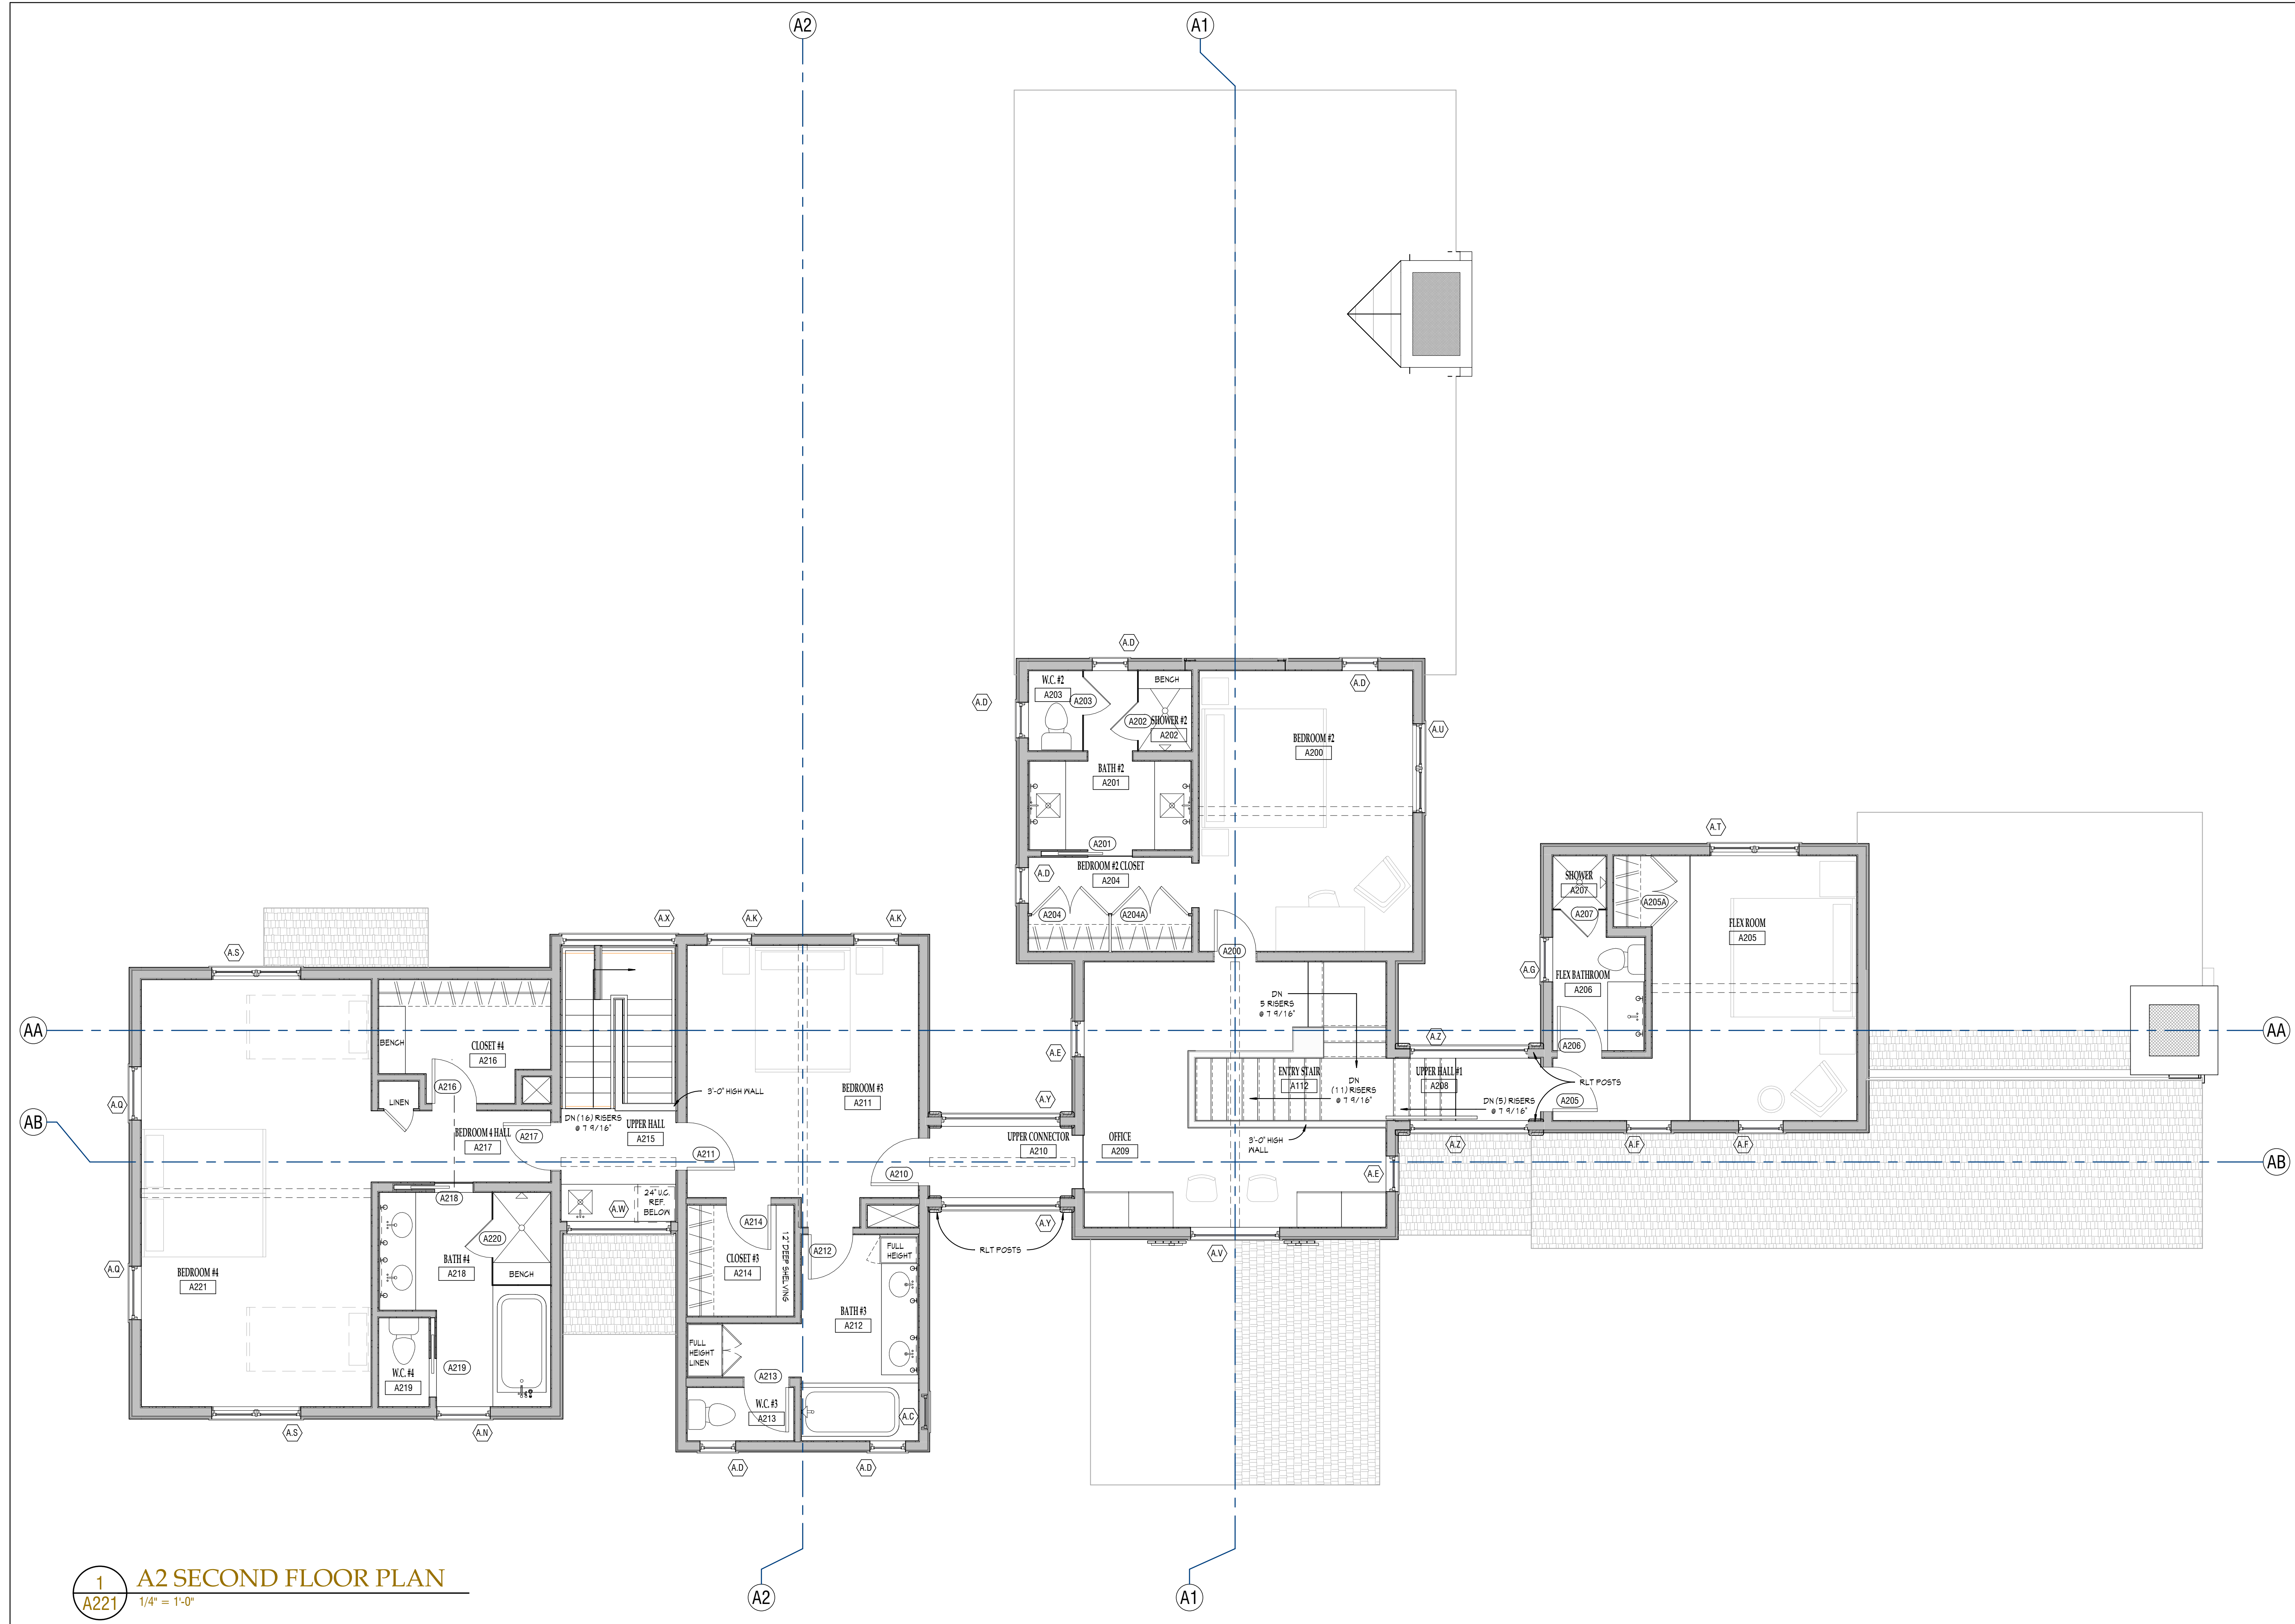 A2
A1
A.D
A.D
W.C. #2
A203
A203
BENCH
A202
SHOWER #2
A202
A.D
BEDROOM #2
A200
A.U
BATH #2
A201
A201
A.D
BEDROOM #2 CLOSET
A204
A204
A204A
A200
A.T
SHOWER
A207
A207
A205A
FLEX ROOM
A205
A.G
FLEX BATHROOM
A206
A206
A.X
A.K
A.K
A.S
AA
AA
BENCH
CLOSET #4
A216
A216
LINEN
A.Q
AB
AB
BEDROOM 4 HALL
A217
A217
DN (16) RISERS
@ 7 9/16"
UPPER HALL
A215
3'-0" HIGH WALL
BEDROOM #3
A211
A211
A210
A.E
A.Y
UPPER CONNECTOR
A210
OFFICE
A209
DN
5 RISERS
@ 7 9/16"
ENTRY STAIR
A112
DN
(11) RISERS
@ 7 9/16"
3'-0" HIGH
WALL
A.Z
UPPER HALL #1
A208
DN (5) RISERS
@ 7 9/16"
RLT POSTS
A205
A.Z
A.F
A.F
A.E
A218
A.W
24" U.C.
REF.
BELOW
A214
A212
FULL
HEIGHT
A.Y
RLT POSTS
A.V
A.Q
BEDROOM #4
A221
BATH #4
A218
A220
BENCH
CLOSET #3
A214
12" DEEP SHELVING
BATH #3
A212
FULL
HEIGHT
LINEN
W.C. #4
A219
A219
A213
W.C. #3
A213
A.C
A.S
A.N
A.D
A.D
A2
A1
1
A221
A2 SECOND FLOOR PLAN
1/4" = 1'-0"